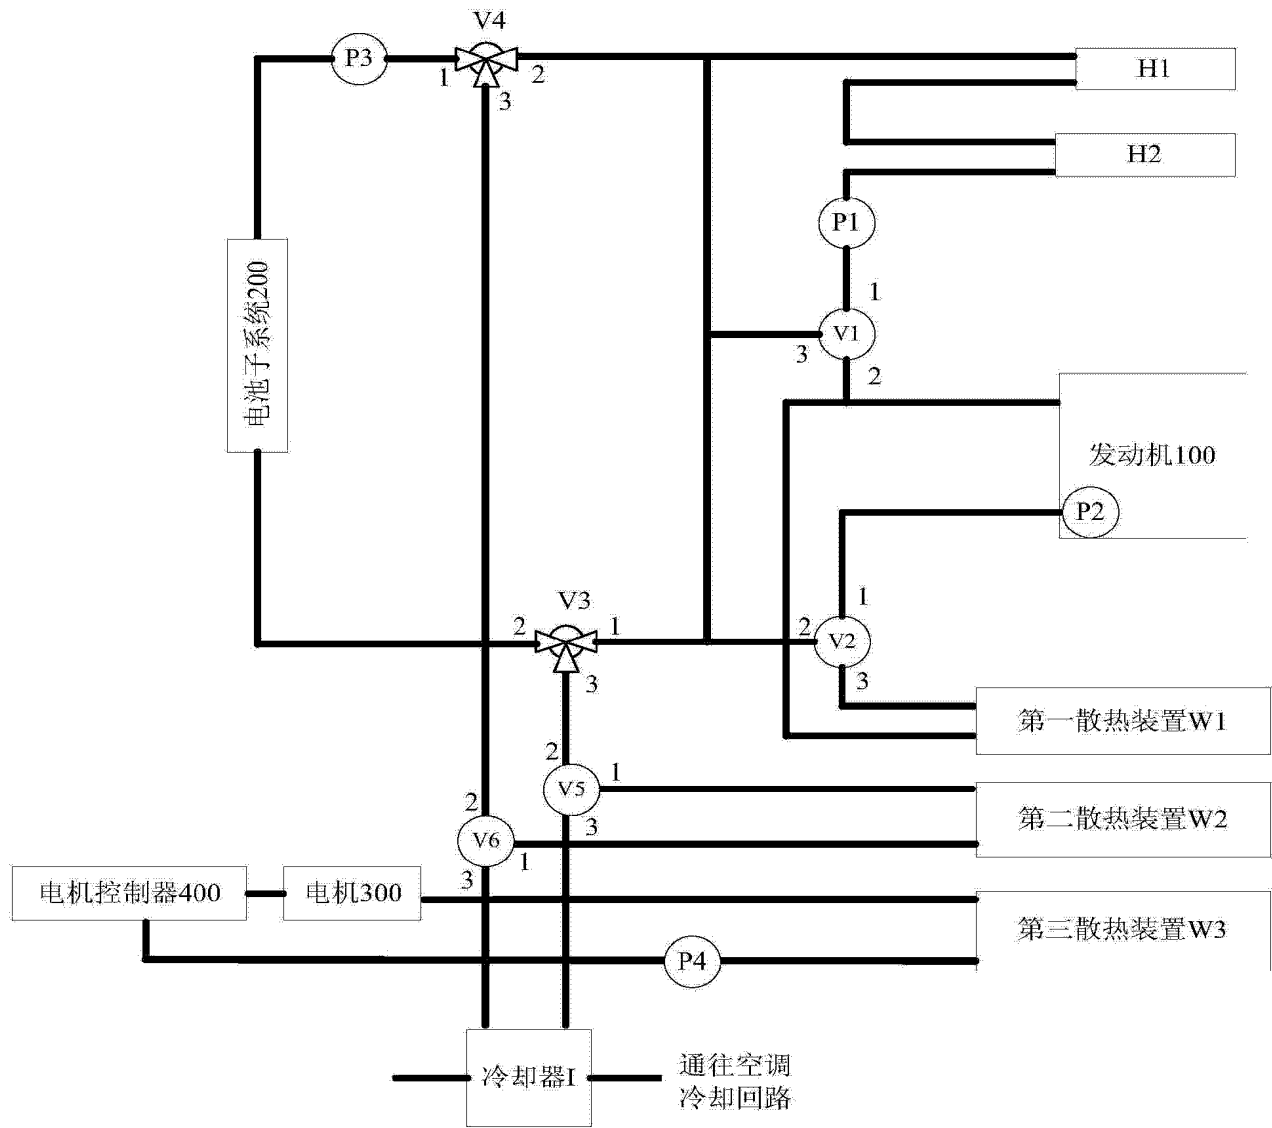 V4
P3
1
2
3
H1
H2
P1
1
V1
3
2
电池子系统200
发动机100
P2
V3
2
1
3
1
2
V2
3
第一散热装置W1
2
V5
1
3
第二散热装置W2
2
V6
1
3
电机控制器400
电机300
第三散热装置W3
P4
冷却器I
通往空调
冷却回路